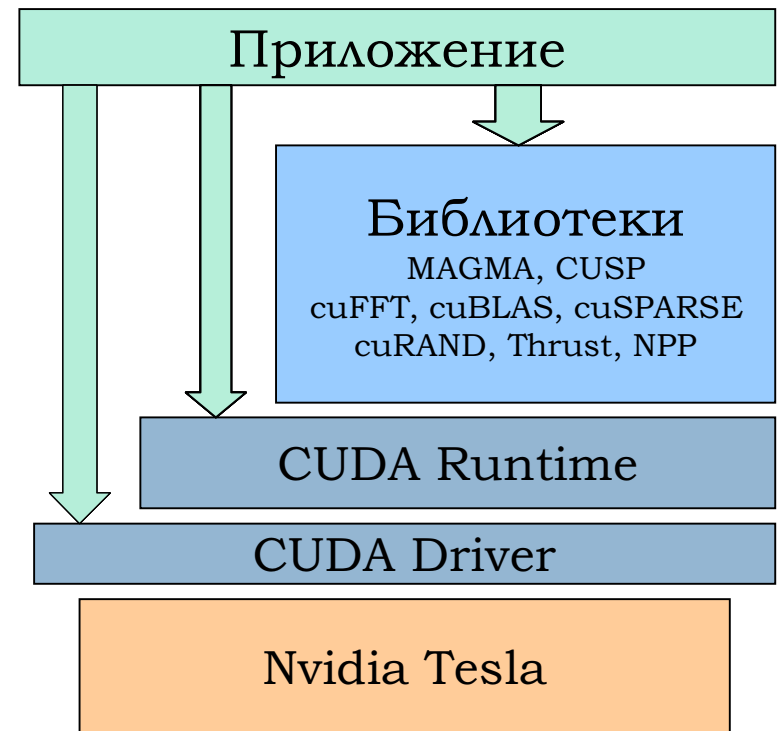 Приложение
Библиотеки
MAGMA, CUSP
cuFFT, cuBLAS, cuSPARSE
cuRAND, Thrust, NPP
CUDA Runtime
CUDA Driver
Nvidia Tesla